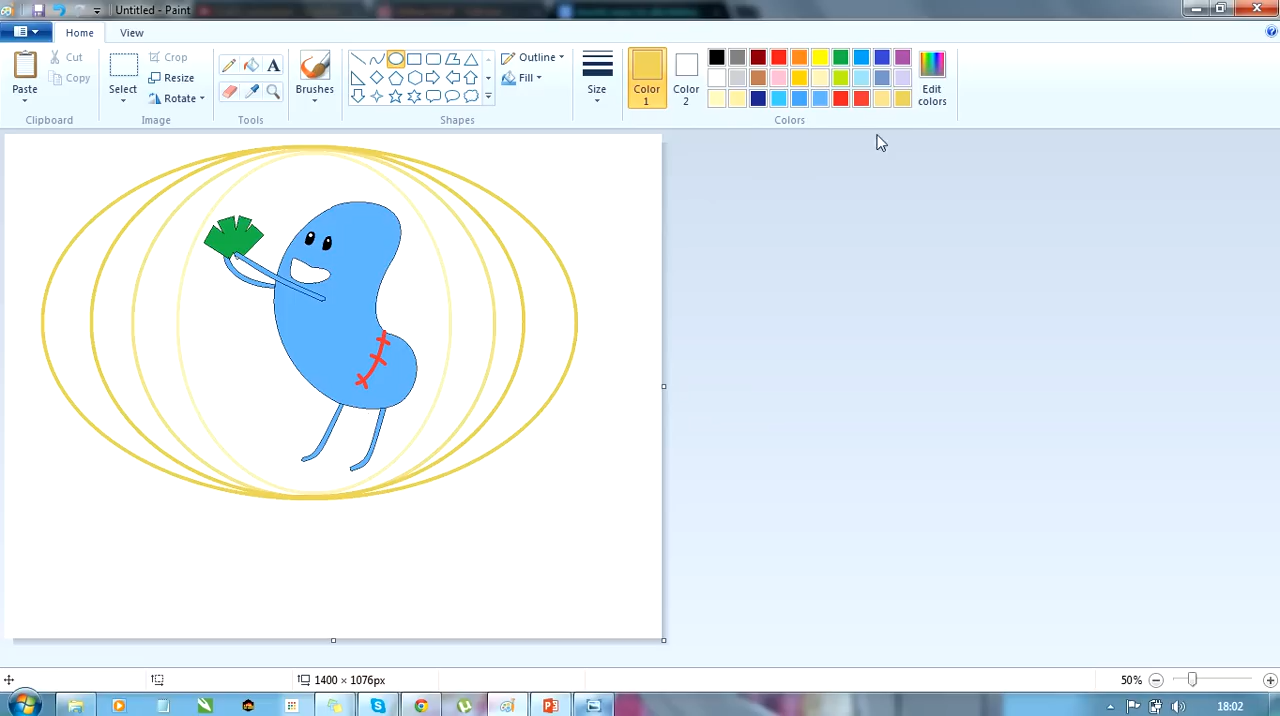 Untitled - Paint
Home View
Paste
Cut
Copy
Clipboard
Select
Crop
Resize
Rotate
Image
A
Tools
Brushes
Outline
Fill
Shapes
Size
Color 1
Color 2
Edit colors
Colors
1400 × 1076px
50%
18:02